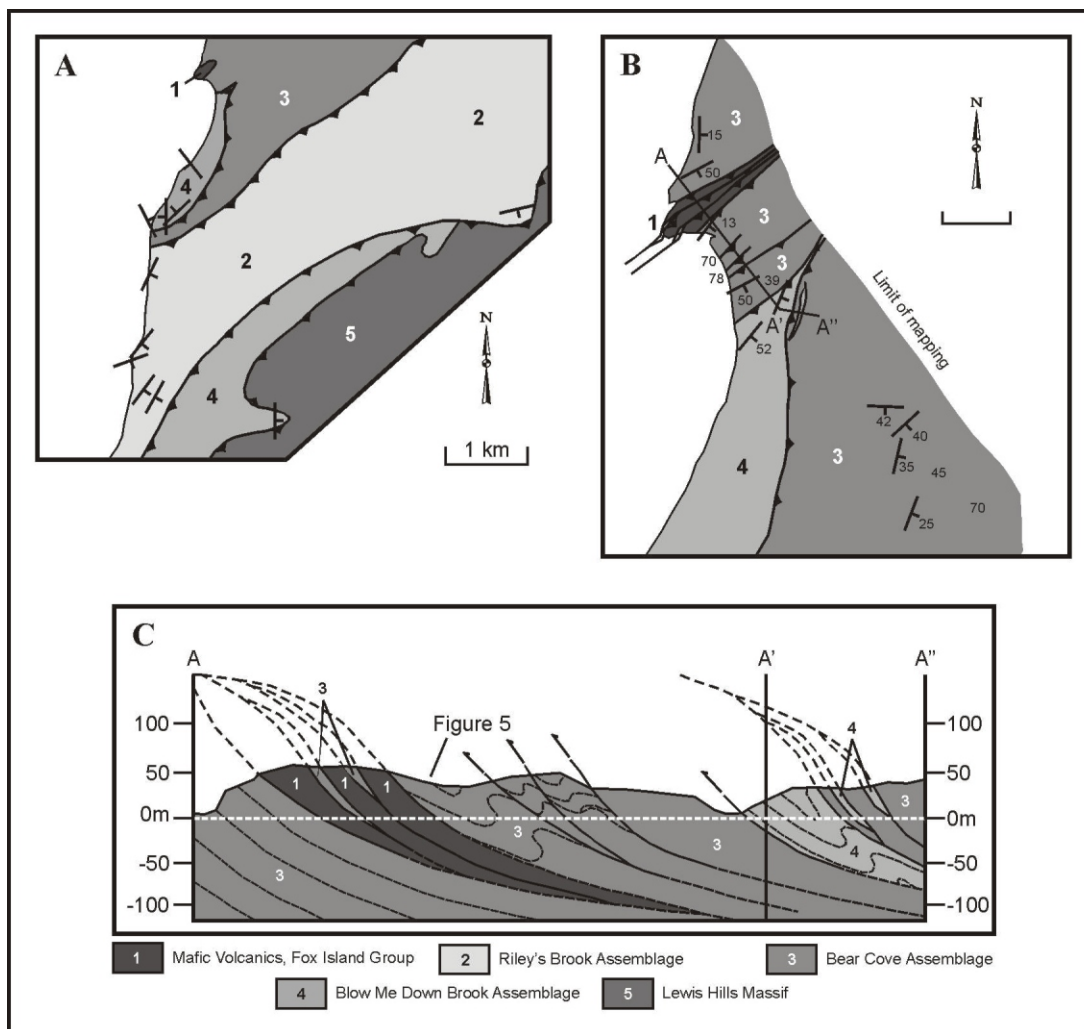 A
1
3
N
2
4
2
5
4
1 km
B
N
3
15
A
50
1
3
13
70
3
78
39
50
A'
A"
52
Limit of mapping
4
3
42
40
35
45
70
25
C
A
A'
A"
3
Figure 5
4
100
100
50
1
1
1
3
50
0m
3
3
4
0m
-50
3
-50
-100
-100
1 Mafic Volcanics, Fox Island Group
2 Riley's Brook Assemblage
3 Bear Cove Assemblage
4 Blow Me Down Brook Assemblage
5 Lewis Hills Massif